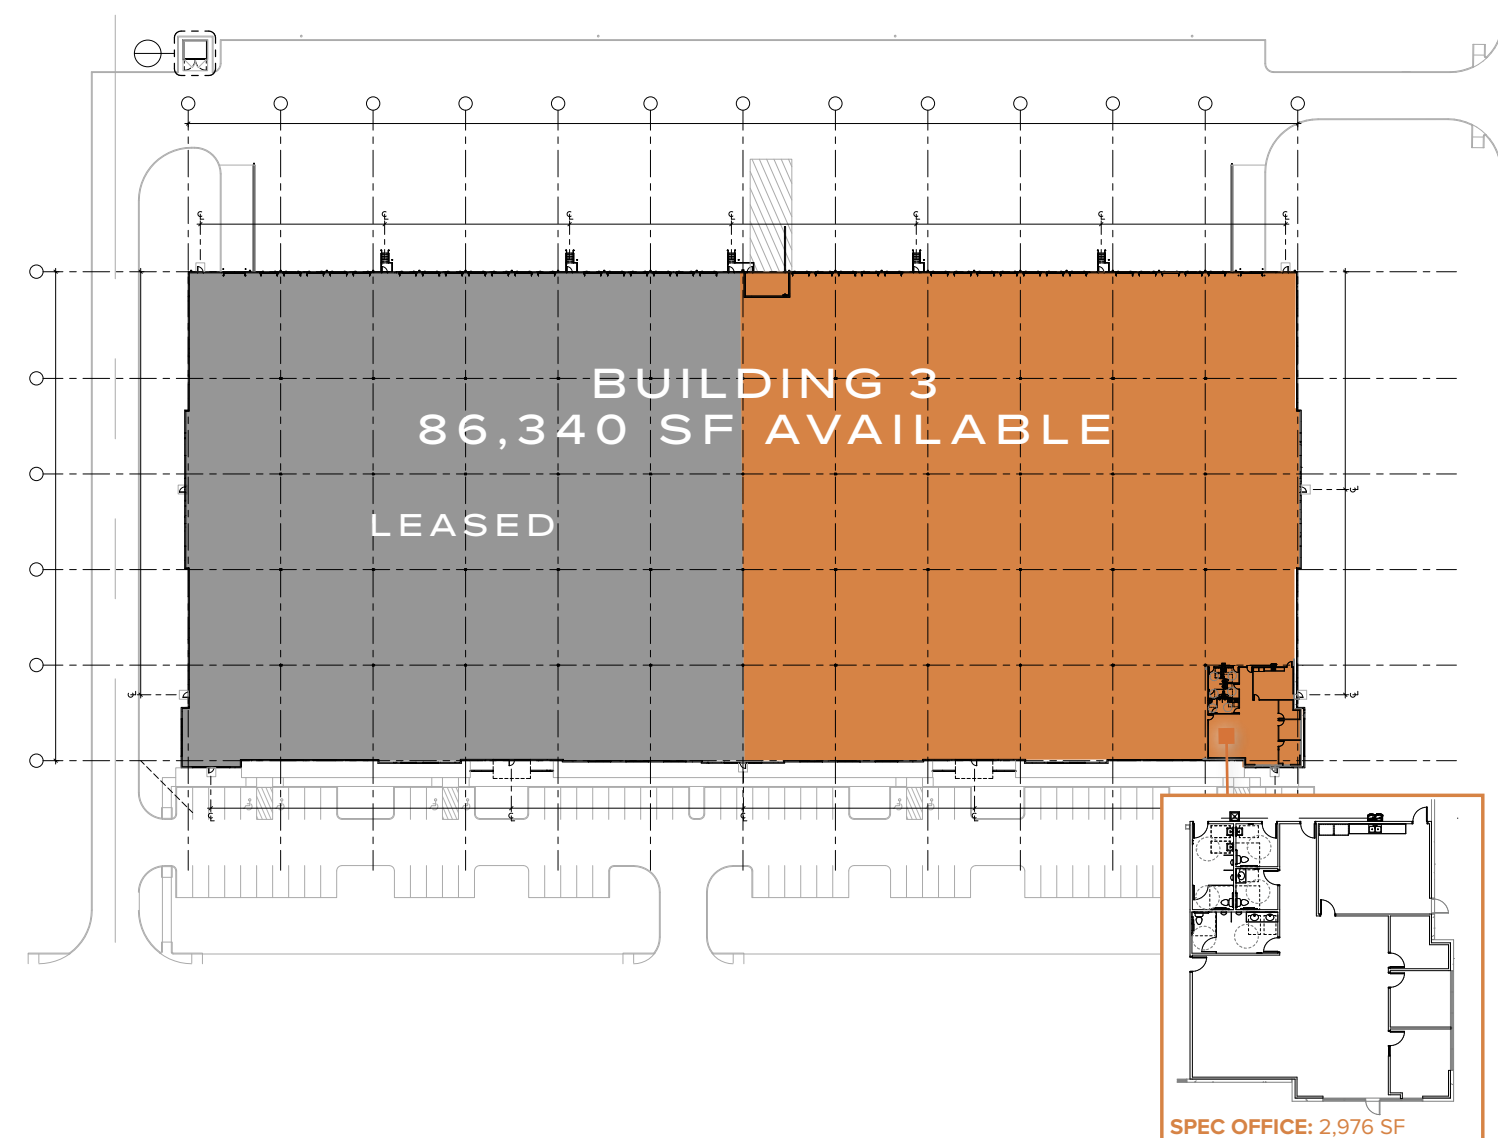 BUILDING 3
86,340 SF AVAILABLE
LEASED
SPEC OFFICE: 2,976 SF